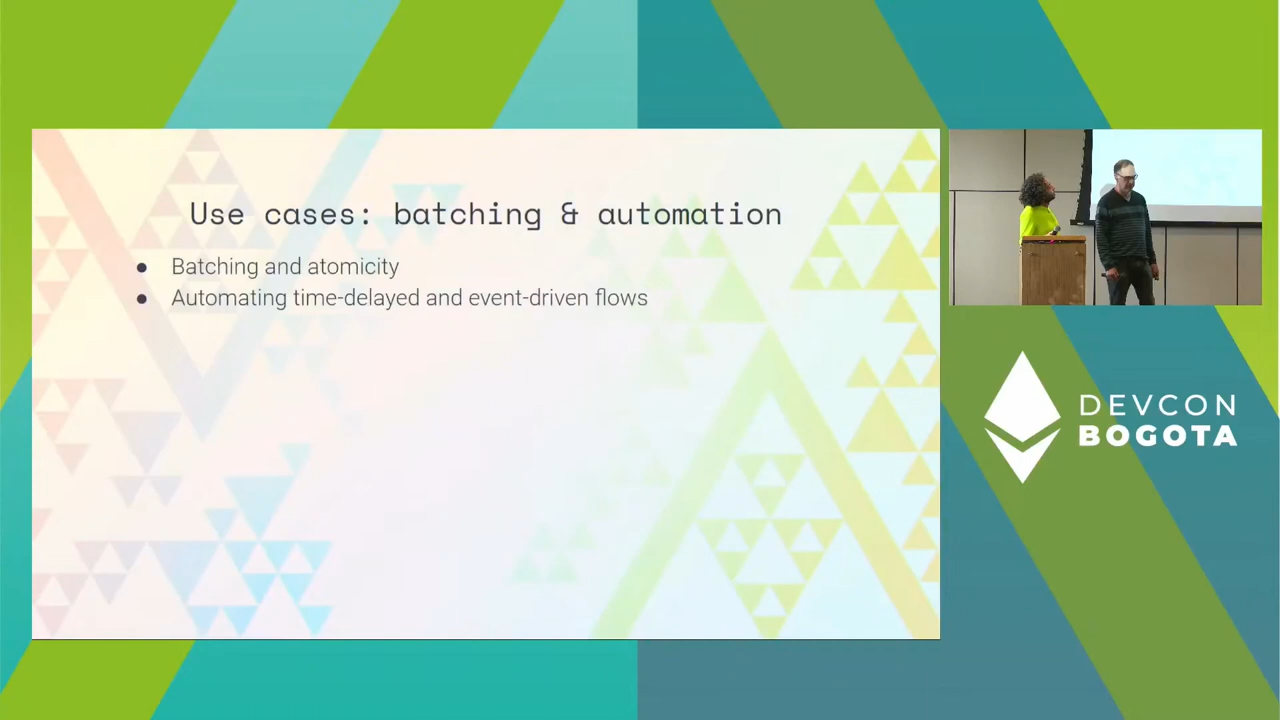 Use cases: batching & automation
● Batching and atomicity
● Automating time-delayed and event-driven flows
DEVCON
BOGOTA